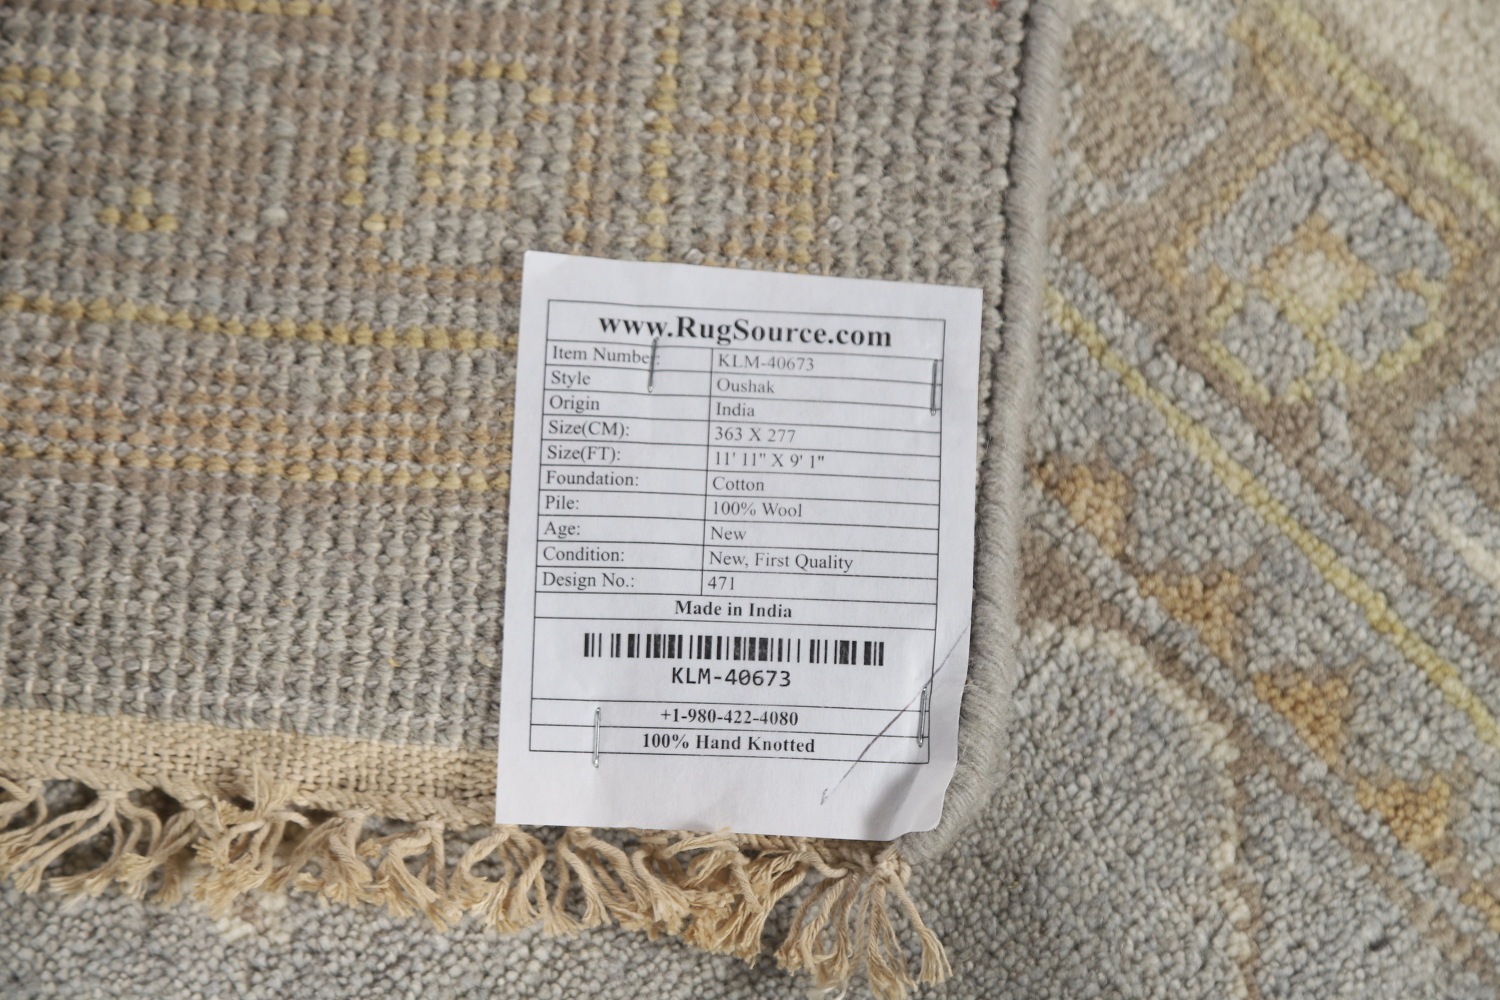 www.RugSource.com
Item Number: KLM-40673
Style Oushak
Origin India
Size(CM): 363 X 277
Size(FT): 11' 11" X 9' 1"
Foundation: Cotton
Pile: 100% Wool
Age: New
Condition: New, First Quality
Design No.: 471
Made in India
KLM-40673
+1-980-422-4080
100% Hand Knotted